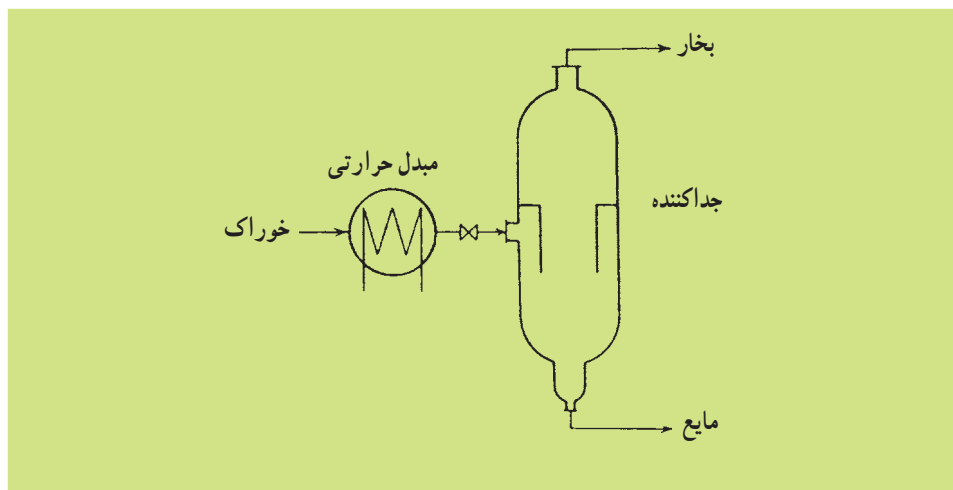 بخار
مبدل حرارتی
جداکننده
خوراک
مایع